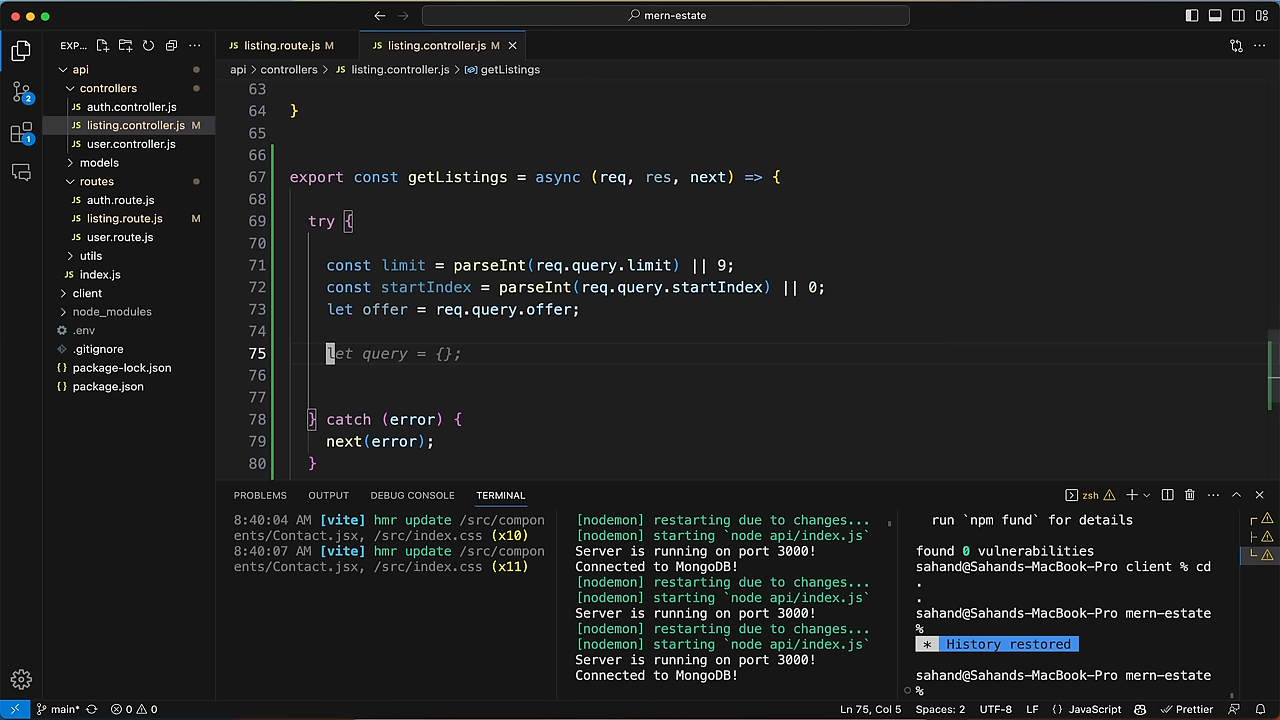 mern-estate
EXP...
JS listing.route.js M
JS listing.controller.js M
api > controllers > JS listing.controller.js > getListings
api
controllers
JS auth.controller.js
JS listing.controller.js M
JS user.controller.js
models
routes
JS auth.route.js
JS listing.route.js M
JS user.route.js
utils
JS index.js
client
node_modules
.env
.gitignore
{} package-lock.json
{} package.json
2
1
63
64 }
65
66
67 export const getListings = async (req, res, next) => {
68
69 try {
70
71 const limit = parseInt(req.query.limit) || 9;
72 const startIndex = parseInt(req.query.startIndex) || 0;
73 let offer = req.query.offer;
74
75 let query = {};
76
77
78 } catch (error) {
79 next(error);
80 }
PROBLEMS OUTPUT DEBUG CONSOLE TERMINAL
zsh
8:40:04 AM [vite] hmr update /src/compon
ents/Contact.jsx, /src/index.css (x10)
8:40:07 AM [vite] hmr update /src/compon
ents/Contact.jsx, /src/index.css (x11)
[nodemon] restarting due to changes...
[nodemon] starting `node api/index.js`
Server is running on port 3000!
Connected to MongoDB!
[nodemon] restarting due to changes...
[nodemon] starting `node api/index.js`
Server is running on port 3000!
[nodemon] restarting due to changes...
[nodemon] starting `node api/index.js`
Server is running on port 3000!
Connected to MongoDB!
run `npm fund` for details
found 0 vulnerabilities
sahand@Sahands-MacBook-Pro client % cd
.
.
sahand@Sahands-MacBook-Pro mern-estate
%
* History restored
sahand@Sahands-MacBook-Pro mern-estate
%
main* 0 0
Ln 75, Col 5 Spaces: 2 UTF-8 LF {} JavaScript Prettier